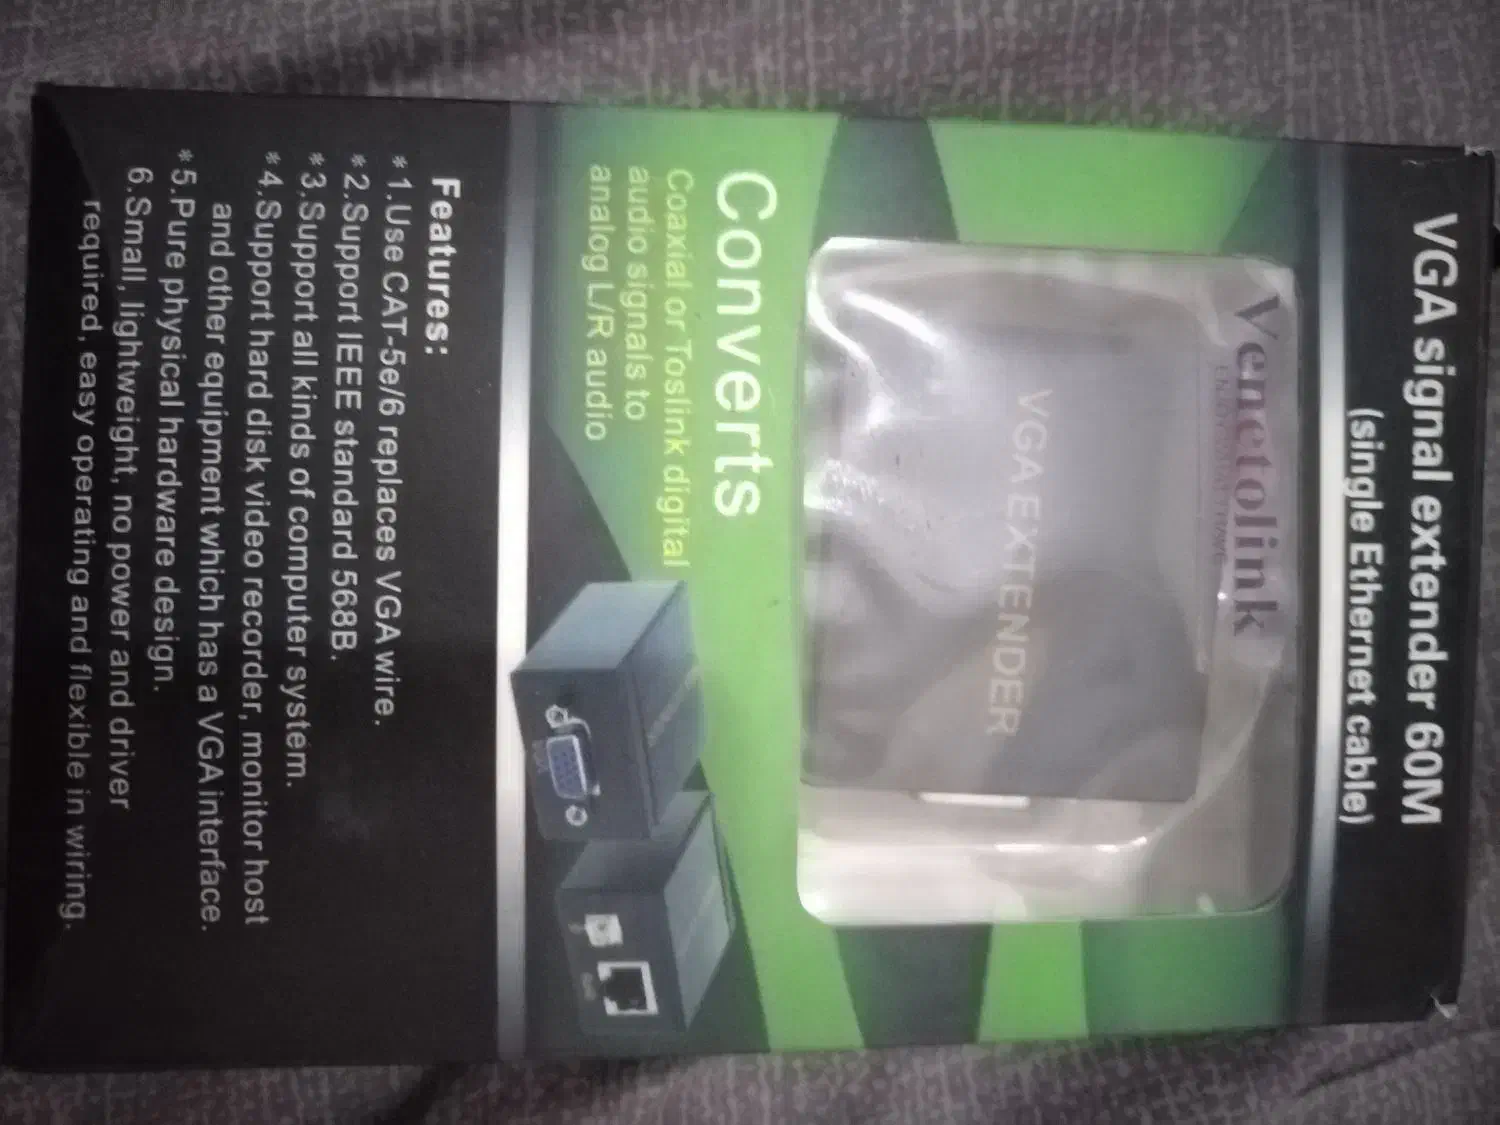 VGA signal extender 60M
(single Ethernet cable)
Venetolink
VGA EXTENDER
Converts
Coaxial or Toslink digital
audio signals to
analog L/R audio
Features:
*1.Use CAT-5e/6 replaces VGA wire.
*2.Support IEEE standard 568B.
*3.Support all kinds of computer system.
*4.Support hard disk video recorder, monitor host
and other equipment which has a VGA interface.
*5.Pure physical hardware design.
6.Small, lightweight, no power and driver
required, easy operating and flexible in wiring.